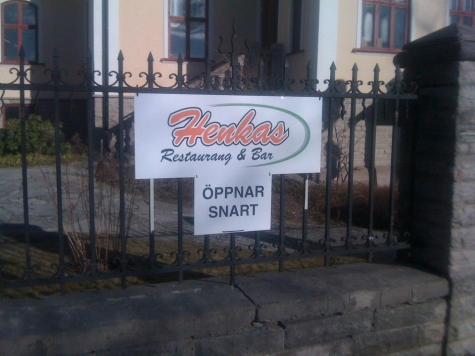 Henkas
Restaurang & Bar
ÖPPNAR
SNART